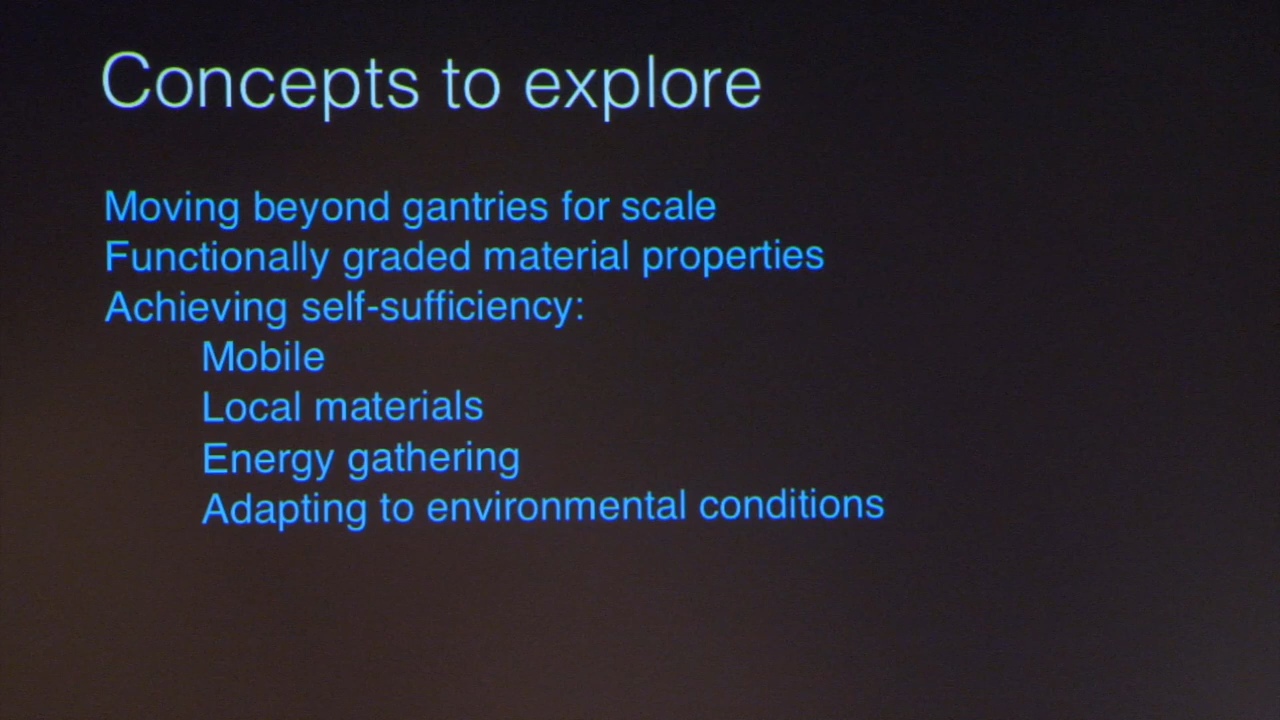 Concepts to explore
Moving beyond gantries for scale
Functionally graded material properties
Achieving self-sufficiency:
Mobile
Local materials
Energy gathering
Adapting to environmental conditions